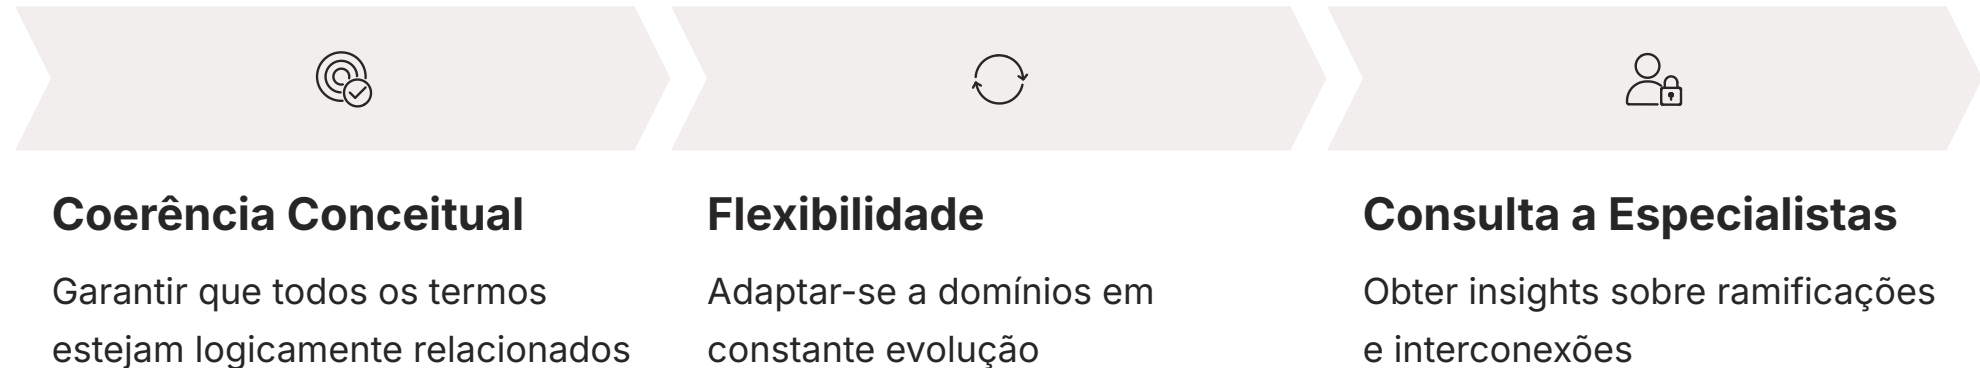 Coerência Conceitual
Garantir que todos os termos
estejam logicamente relacionados
Flexibilidade
Adaptar-se a domínios em
constante evolução
Consulta a Especialistas
Obter insights sobre ramificações
e interconexões